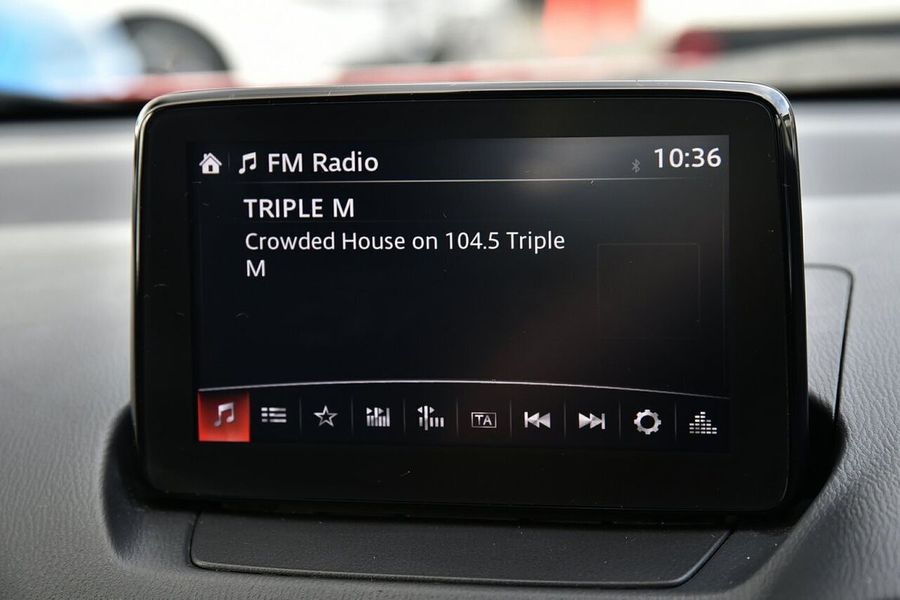 FM Radio 10:36
TRIPLE M
Crowded House on 104.5 Triple
M
TA